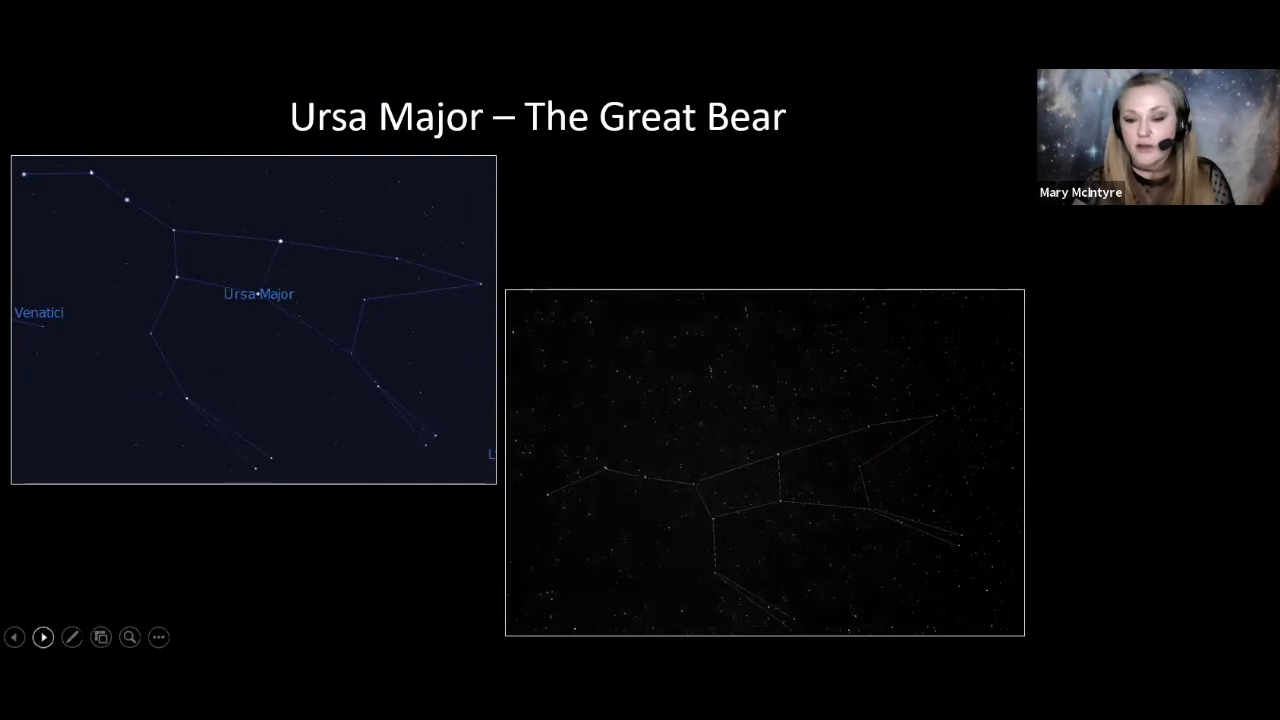 Ursa Major – The Great Bear
Mary McIntyre
Ursa Major
Venatici
L